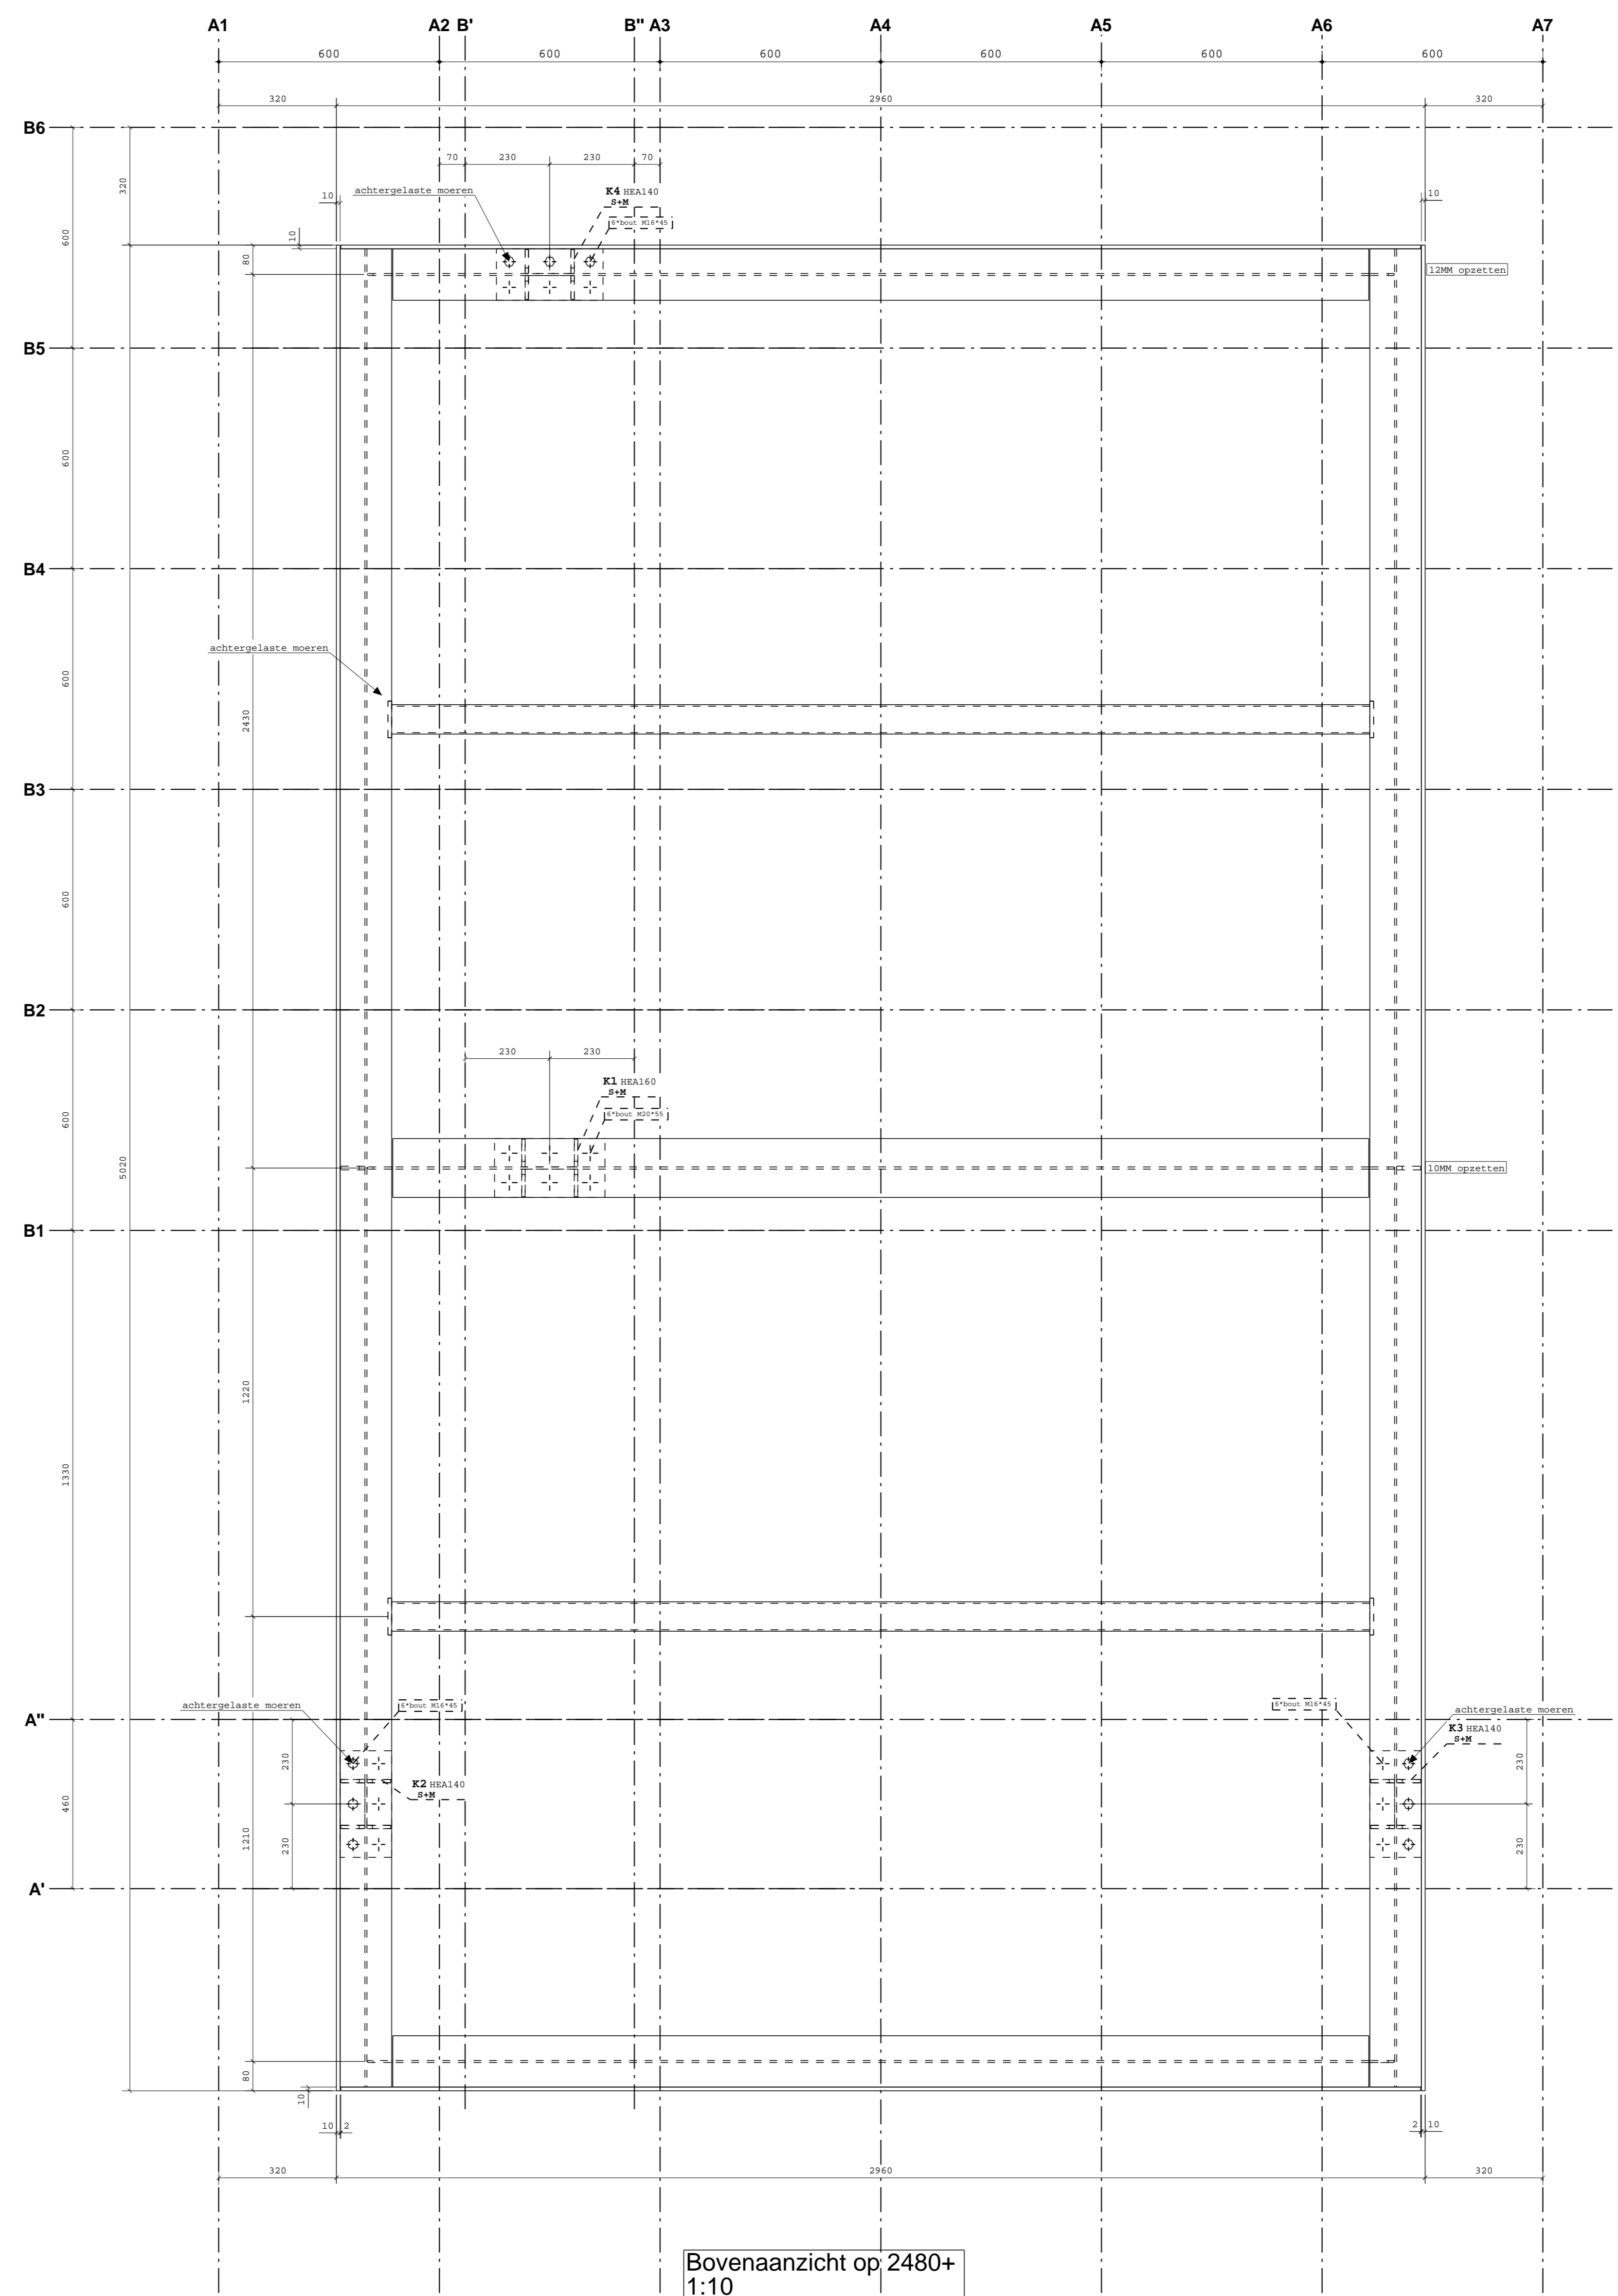 A1 A2 B' B" A3 A4 A5 A6 A7
600 600 600 600 600 600
320 2960 320
B6
70 230 230 70
320
achtergelaste moeren
K4 HEA140
S+M
10 10
6*bout M16*45
600
10
80
12MM opzetten
B5
600
B4
achtergelaste moeren
600
2430
B3
600
B2
230 230
K1 HEA160
S+M
6*bout M20*55
600
5020
10MM opzetten
B1
1220
1330
achtergelaste moeren
6*bout M16*45
6*bout M16*45
achtergelaste moeren
A"
K3 HEA140
S+M
230 230
K2 HEA140
S+M
460
1210
230 230
A'
80
10
10 2 2 10
320 2960 320
Bovenaanzicht op 2480+
1:10